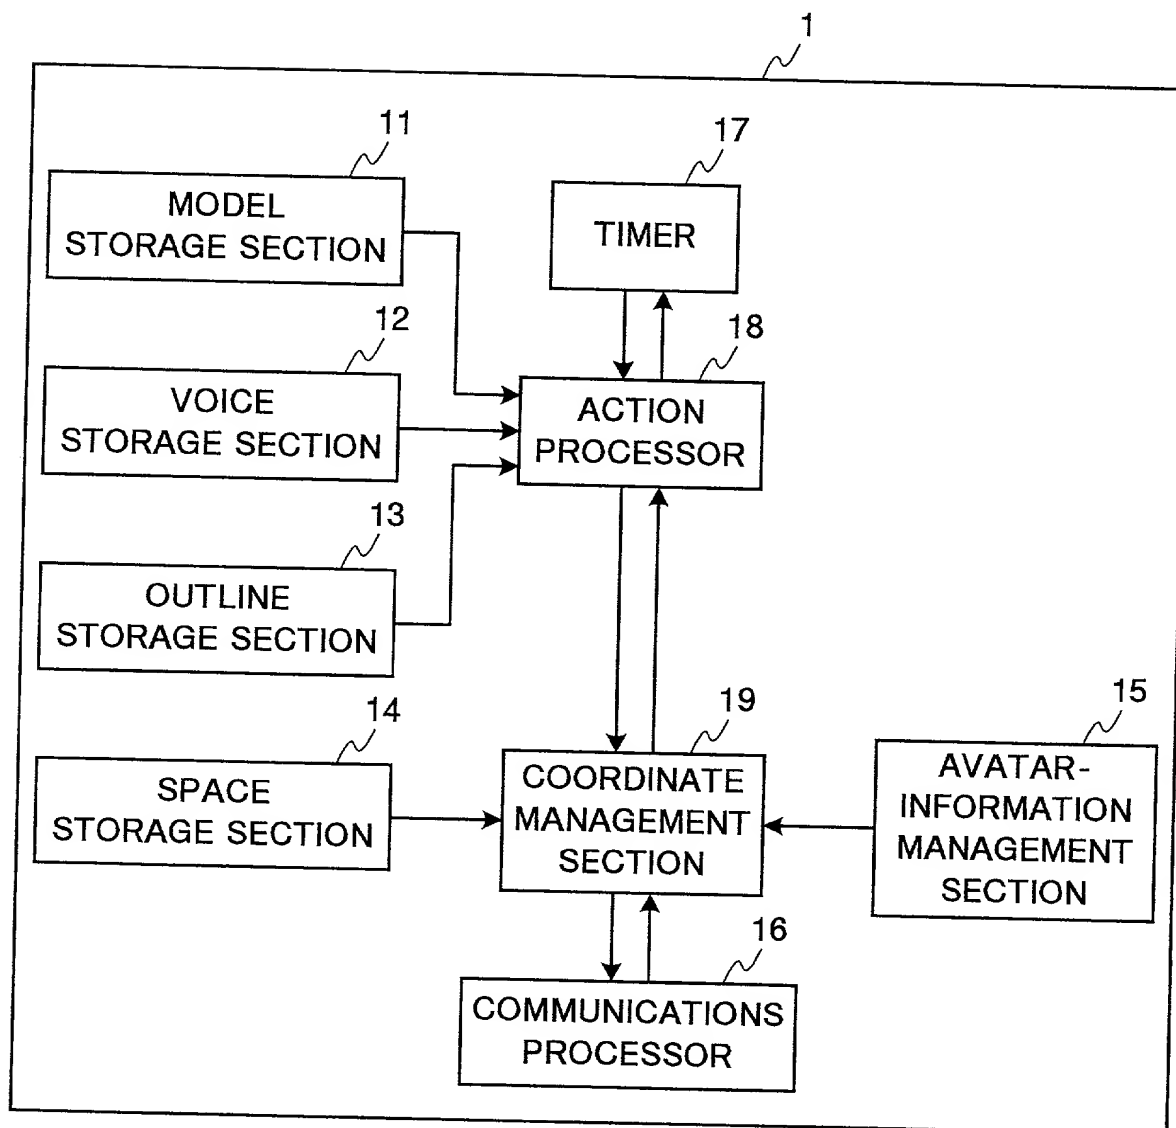 1
11
MODEL
STORAGE SECTION
17
TIMER
12
VOICE
STORAGE SECTION
18
ACTION
PROCESSOR
13
OUTLINE
STORAGE SECTION
14
SPACE
STORAGE SECTION
19
COORDINATE
MANAGEMENT
SECTION
15
AVATAR-
INFORMATION
MANAGEMENT
SECTION
16
COMMUNICATIONS
PROCESSOR